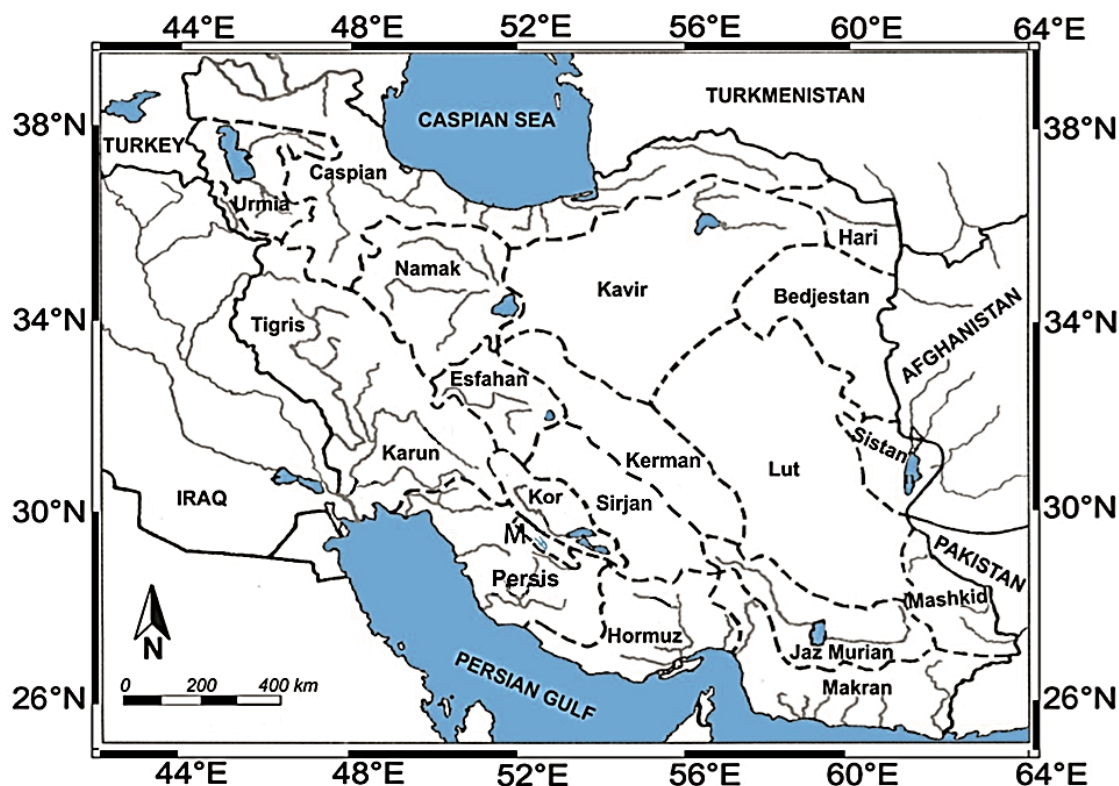 44°E 48°E 52°E 56°E 60°E 64°E
38°N
38°N
CASPIAN SEA
TURKMENISTAN
TURKEY
Caspian
Urmia
Hari
Namak
Kavir
Bedjestan
34°N
34°N
Tigris
AFGHANISTAN
Esfahan
Karun
Kerman
Lut
Sistan
IRAQ
Kor
Sirjan
30°N
30°N
M
PAKISTAN
Persis
Mashkid
N
Hormuz
Jaz Murian
PERSIAN GULF
Makran
0 200 400 km
26°N
26°N
44°E 48°E 52°E 56°E 60°E 64°E